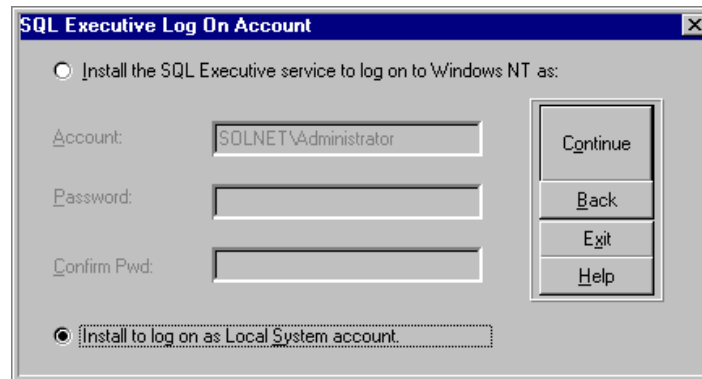 SQL Executive Log On Account
Install the SQL Executive service to log on to Windows NT as:
Account:
SOLNET\Administrator
Continue
Password:
Back
Exit
Confirm Pwd:
Help
Install to log on as Local System account.